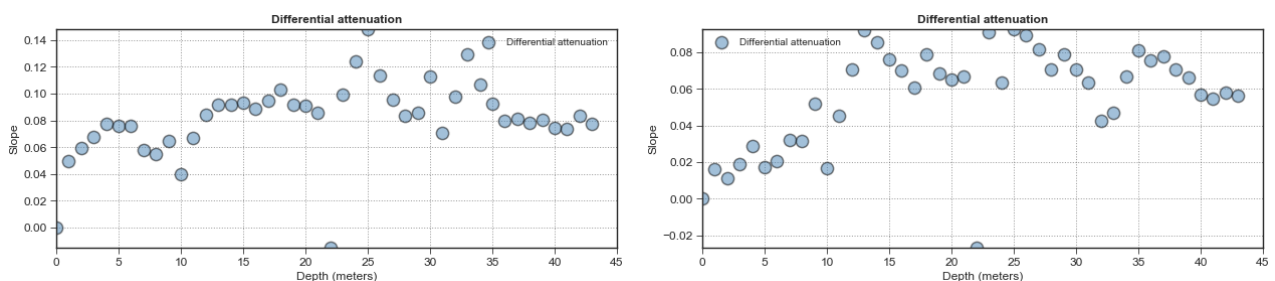 Differential attenuation
0.14
0.12
0.10
0.08
0.06
0.04
0.02
0.00
Slope
Differential attenuation
0 5 10 15 20 25 30 35 40 45
Depth (meters)
Differential attenuation
0.08
0.06
0.04
0.02
0.00
−0.02
Slope
Differential attenuation
0 5 10 15 20 25 30 35 40 45
Depth (meters)